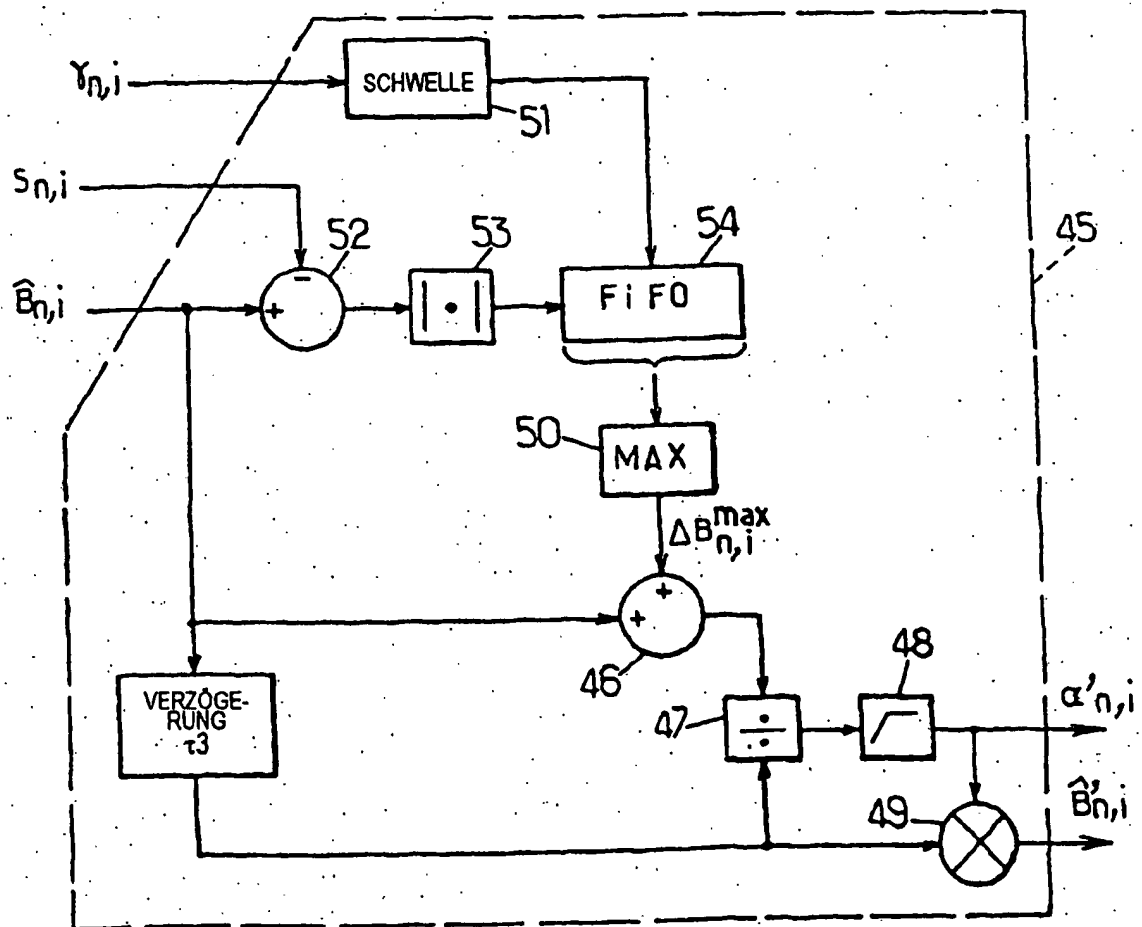 γn,i
SCHWELLE
51
Sn,i
52
53
54
45
B̂n,i
+
−
| • |
FiFO
50
MAX
ΔBn,i max
+
+
46
VERZÖGE-
RUNG
τ3
47
÷
48
α'n,i
49
B̂'n,i